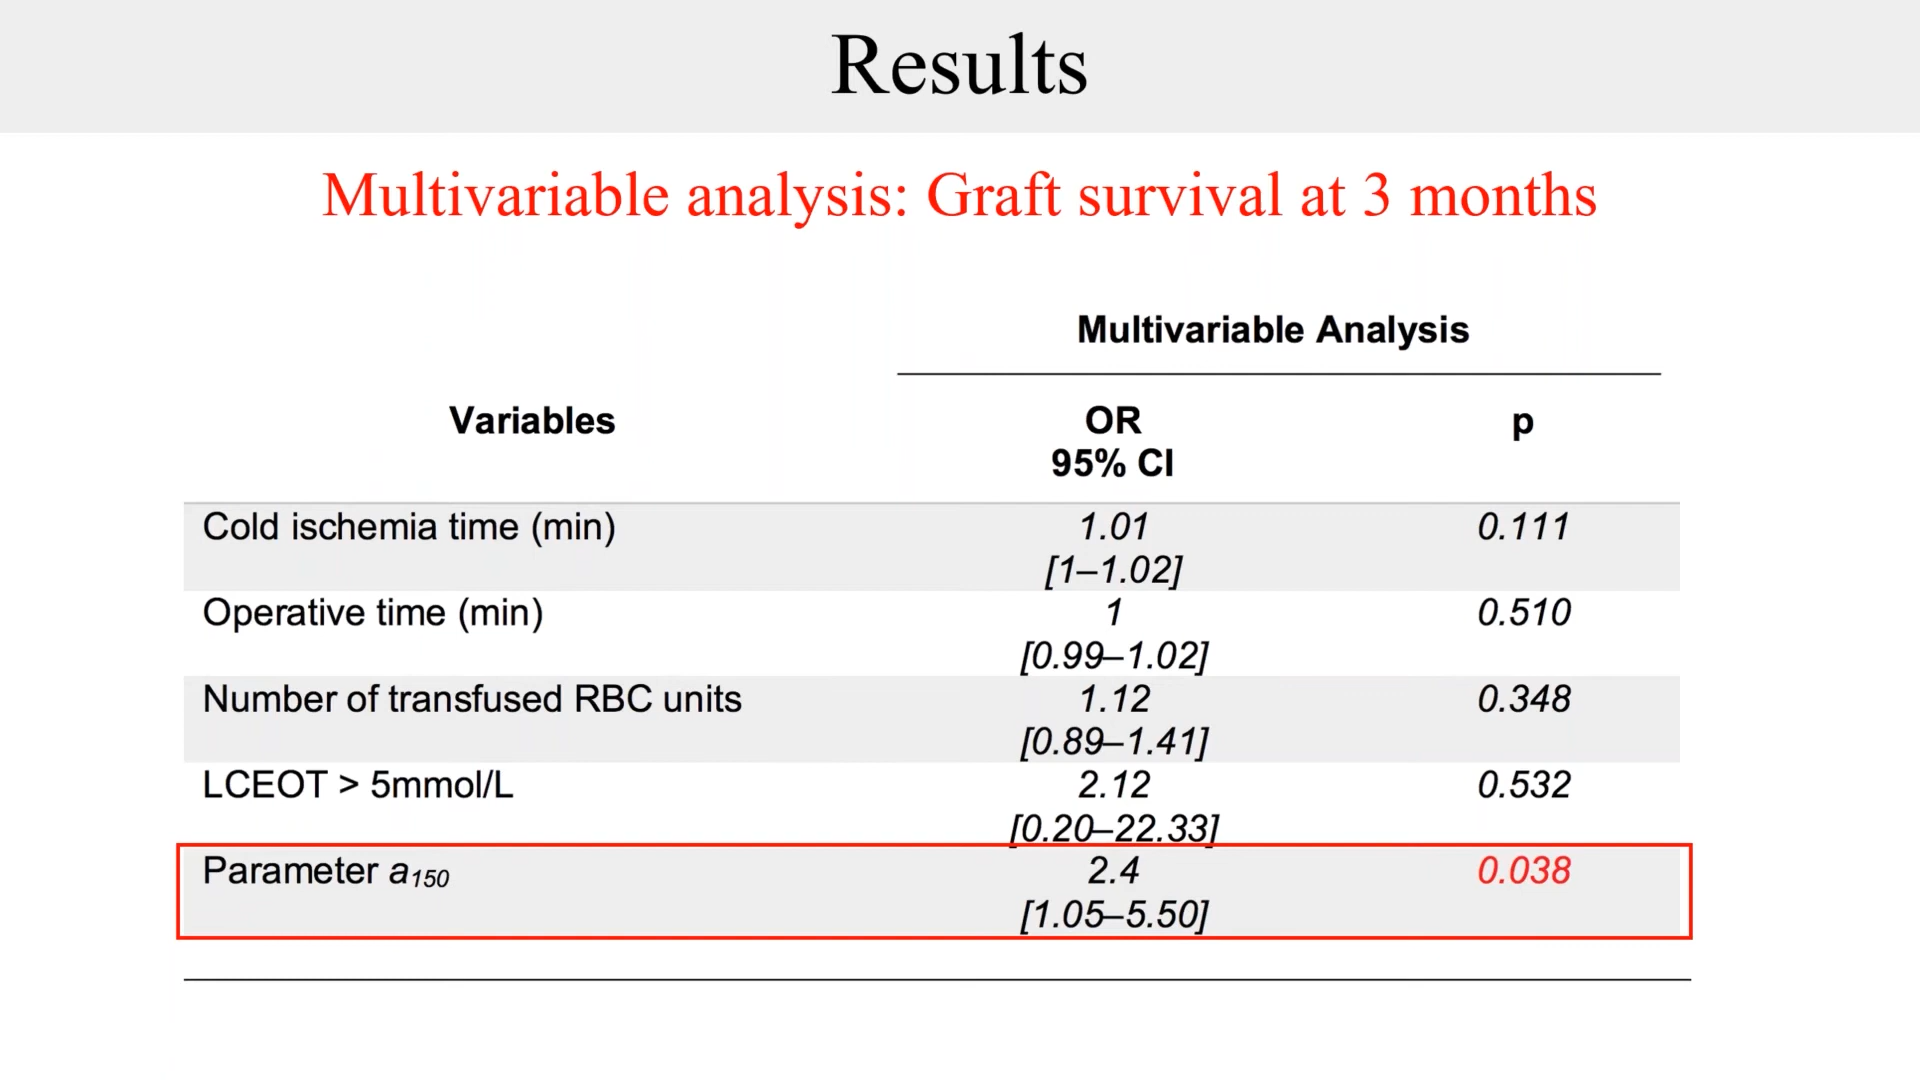 Results
Multivariable analysis: Graft survival at 3 months
Multivariable Analysis
Variables OR p
95% CI
Cold ischemia time (min) 1.01 0.111
[1–1.02]
Operative time (min) 1 0.510
[0.99–1.02]
Number of transfused RBC units 1.12 0.348
[0.89–1.41]
LCEOT > 5mmol/L 2.12 0.532
[0.20–22.33]
Parameter a150 2.4 0.038
[1.05–5.50]